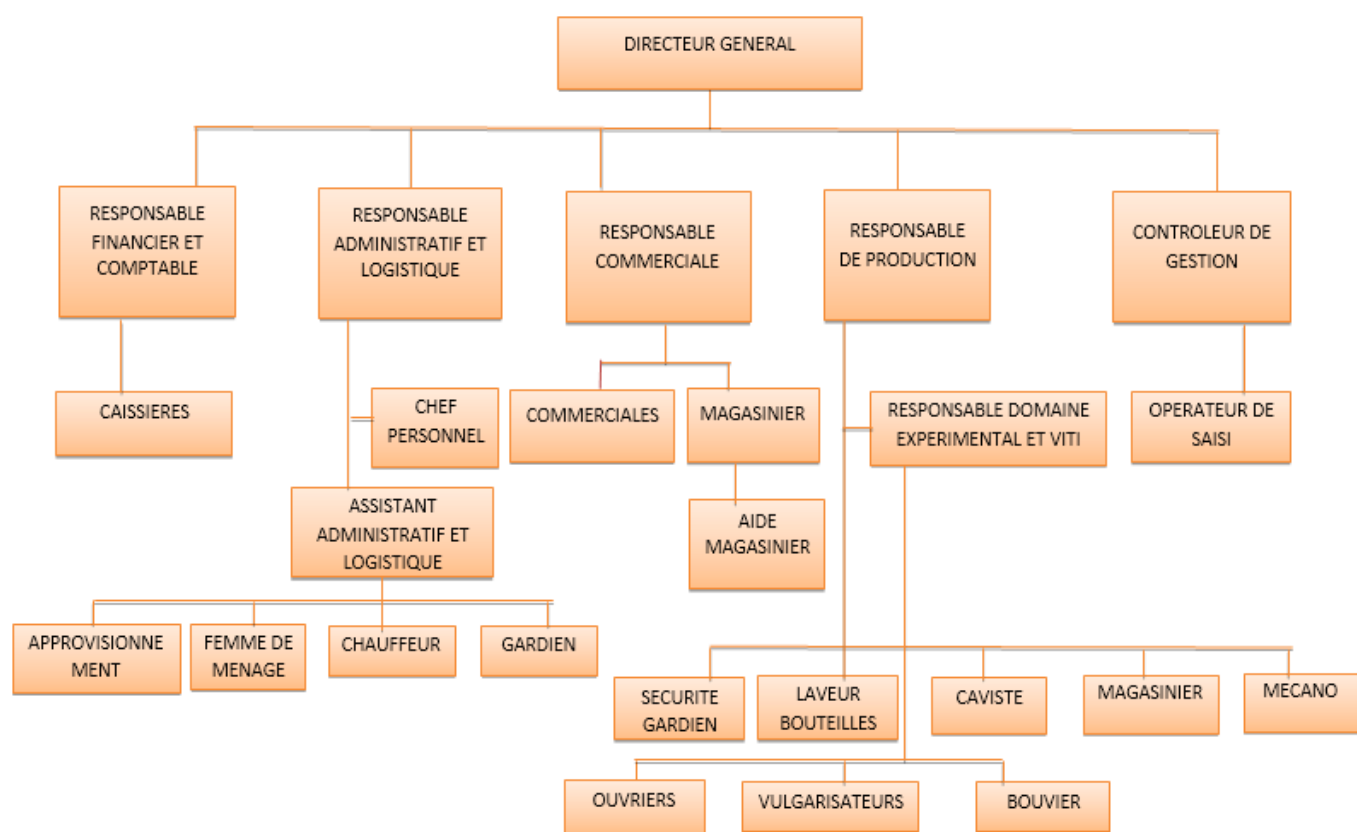 DIRECTEUR GENERAL
RESPONSABLE
FINANCIER ET
COMPTABLE
RESPONSABLE
ADMINISTRATIF ET
LOGISTIQUE
RESPONSABLE
COMMERCIALE
RESPONSABLE
DE PRODUCTION
CONTROLEUR DE
GESTION
CAISSIERES
CHEF
PERSONNEL
COMMERCIALES
MAGASINIER
RESPONSABLE DOMAINE
EXPERIMENTAL ET VITI
OPERATEUR DE
SAISI
ASSISTANT
ADMINISTRATIF ET
LOGISTIQUE
AIDE
MAGASINIER
APPROVISIONNE
MENT
FEMME DE
MENAGE
CHAUFFEUR
GARDIEN
SECURITE
GARDIEN
LAVEUR
BOUTEILLES
CAVISTE
MAGASINIER
MECANO
OUVRIERS
VULGARISATEURS
BOUVIER